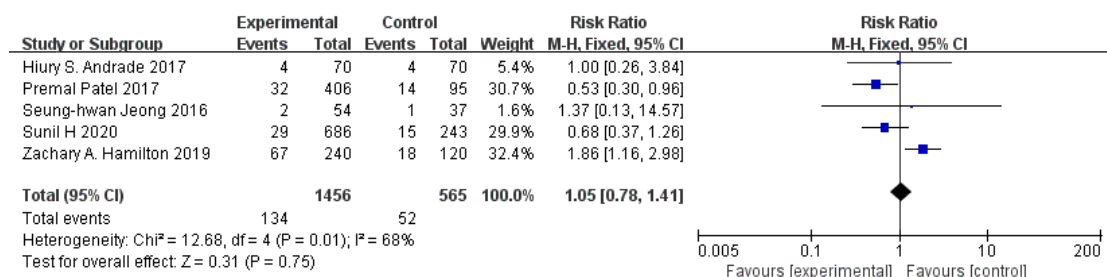 Experimental Control Risk Ratio Risk Ratio
Study or Subgroup Events Total Events Total Weight M-H, Fixed, 95% CI M-H, Fixed, 95% CI
Hiury S. Andrade 2017 4 70 4 70 5.4% 1.00 [0.26, 3.84]
Premal Patel 2017 32 406 14 95 30.7% 0.53 [0.30, 0.96]
Seung-hwan Jeong 2016 2 54 1 37 1.6% 1.37 [0.13, 14.57]
Sunil H 2020 29 686 15 243 29.9% 0.68 [0.37, 1.26]
Zachary A. Hamilton 2019 67 240 18 120 32.4% 1.86 [1.16, 2.98]
Total (95% CI) 1456 565 100.0% 1.05 [0.78, 1.41]
Total events 134 52
Heterogeneity: Chi² = 12.68, df = 4 (P = 0.01); I² = 68%
Test for overall effect: Z = 0.31 (P = 0.75)
0.005 0.1 1 10 200
Favours [experimental] Favours [control]